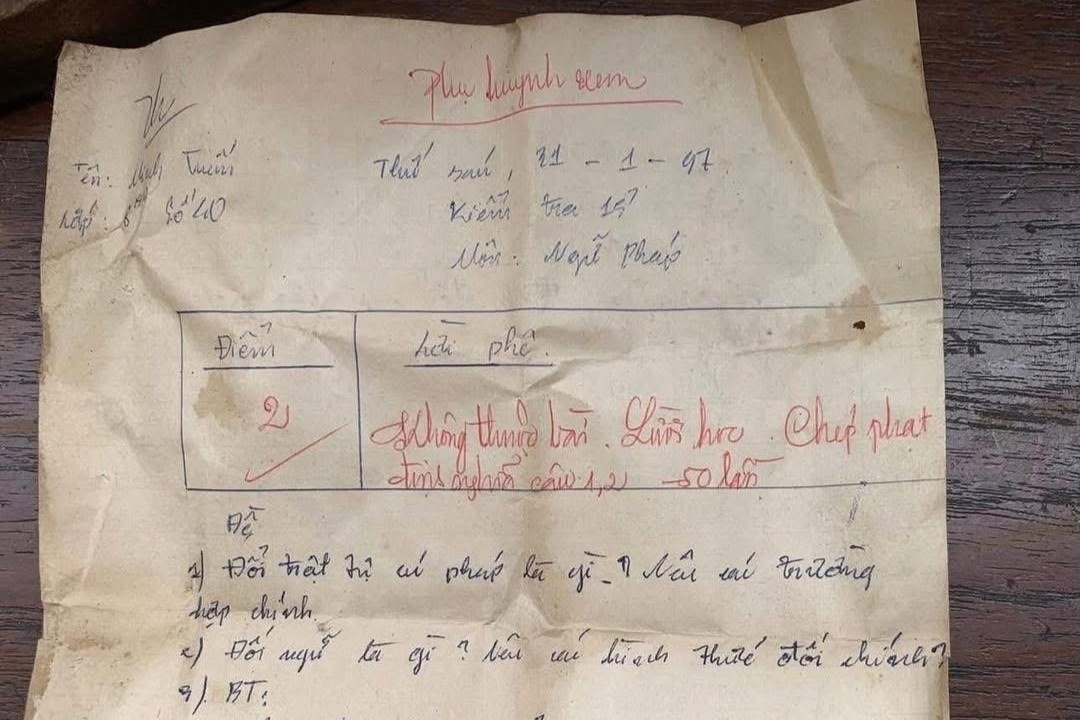 Phụ huynh xem
Tên: Minh Tuấn
Thứ sáu, 31 - 1 - 97
Lớp: số 40
Kiểm tra 15'
Môn: Ngữ Pháp
Điểm
Lời phê.
2
Không thuộc bài. Lười học. Chép phạt
định nghĩa câu 1,2 50 lần
Đề
1) Đổi trật tự cú pháp là gì? Nêu các trường
hợp chính.
2) Đối ngữ là gì? Nêu các hình thức đối chính?
3). BT: